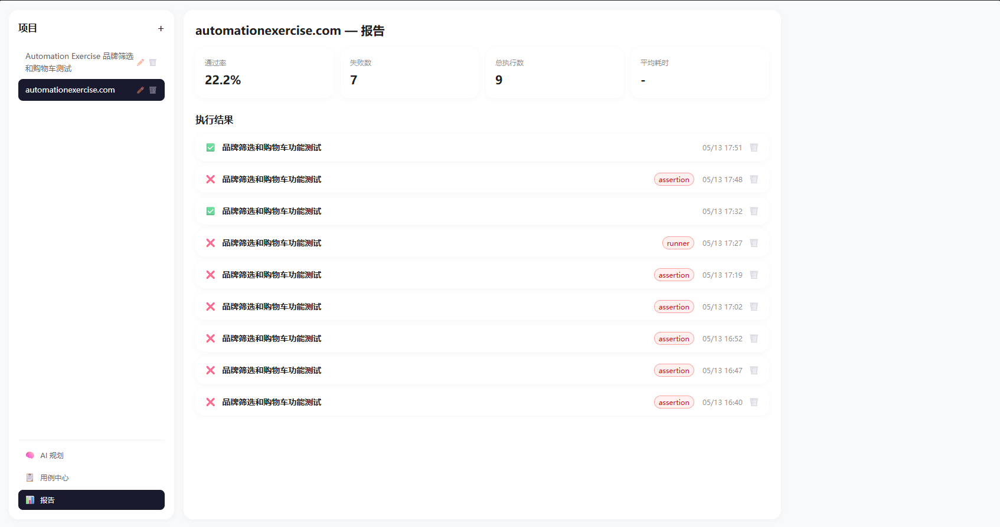 项目
+
Automation Exercise 品牌筛选
和购物车测试
automationexercise.com
AI 规划
用例中心
报告
automationexercise.com — 报告
通过率
22.2%
失败数
7
总执行数
9
平均耗时
-
执行结果
品牌筛选和购物车功能测试 05/13 17:51
品牌筛选和购物车功能测试 assertion 05/13 17:48
品牌筛选和购物车功能测试 05/13 17:32
品牌筛选和购物车功能测试 runner 05/13 17:27
品牌筛选和购物车功能测试 assertion 05/13 17:19
品牌筛选和购物车功能测试 assertion 05/13 17:02
品牌筛选和购物车功能测试 assertion 05/13 16:52
品牌筛选和购物车功能测试 assertion 05/13 16:47
品牌筛选和购物车功能测试 assertion 05/13 16:40